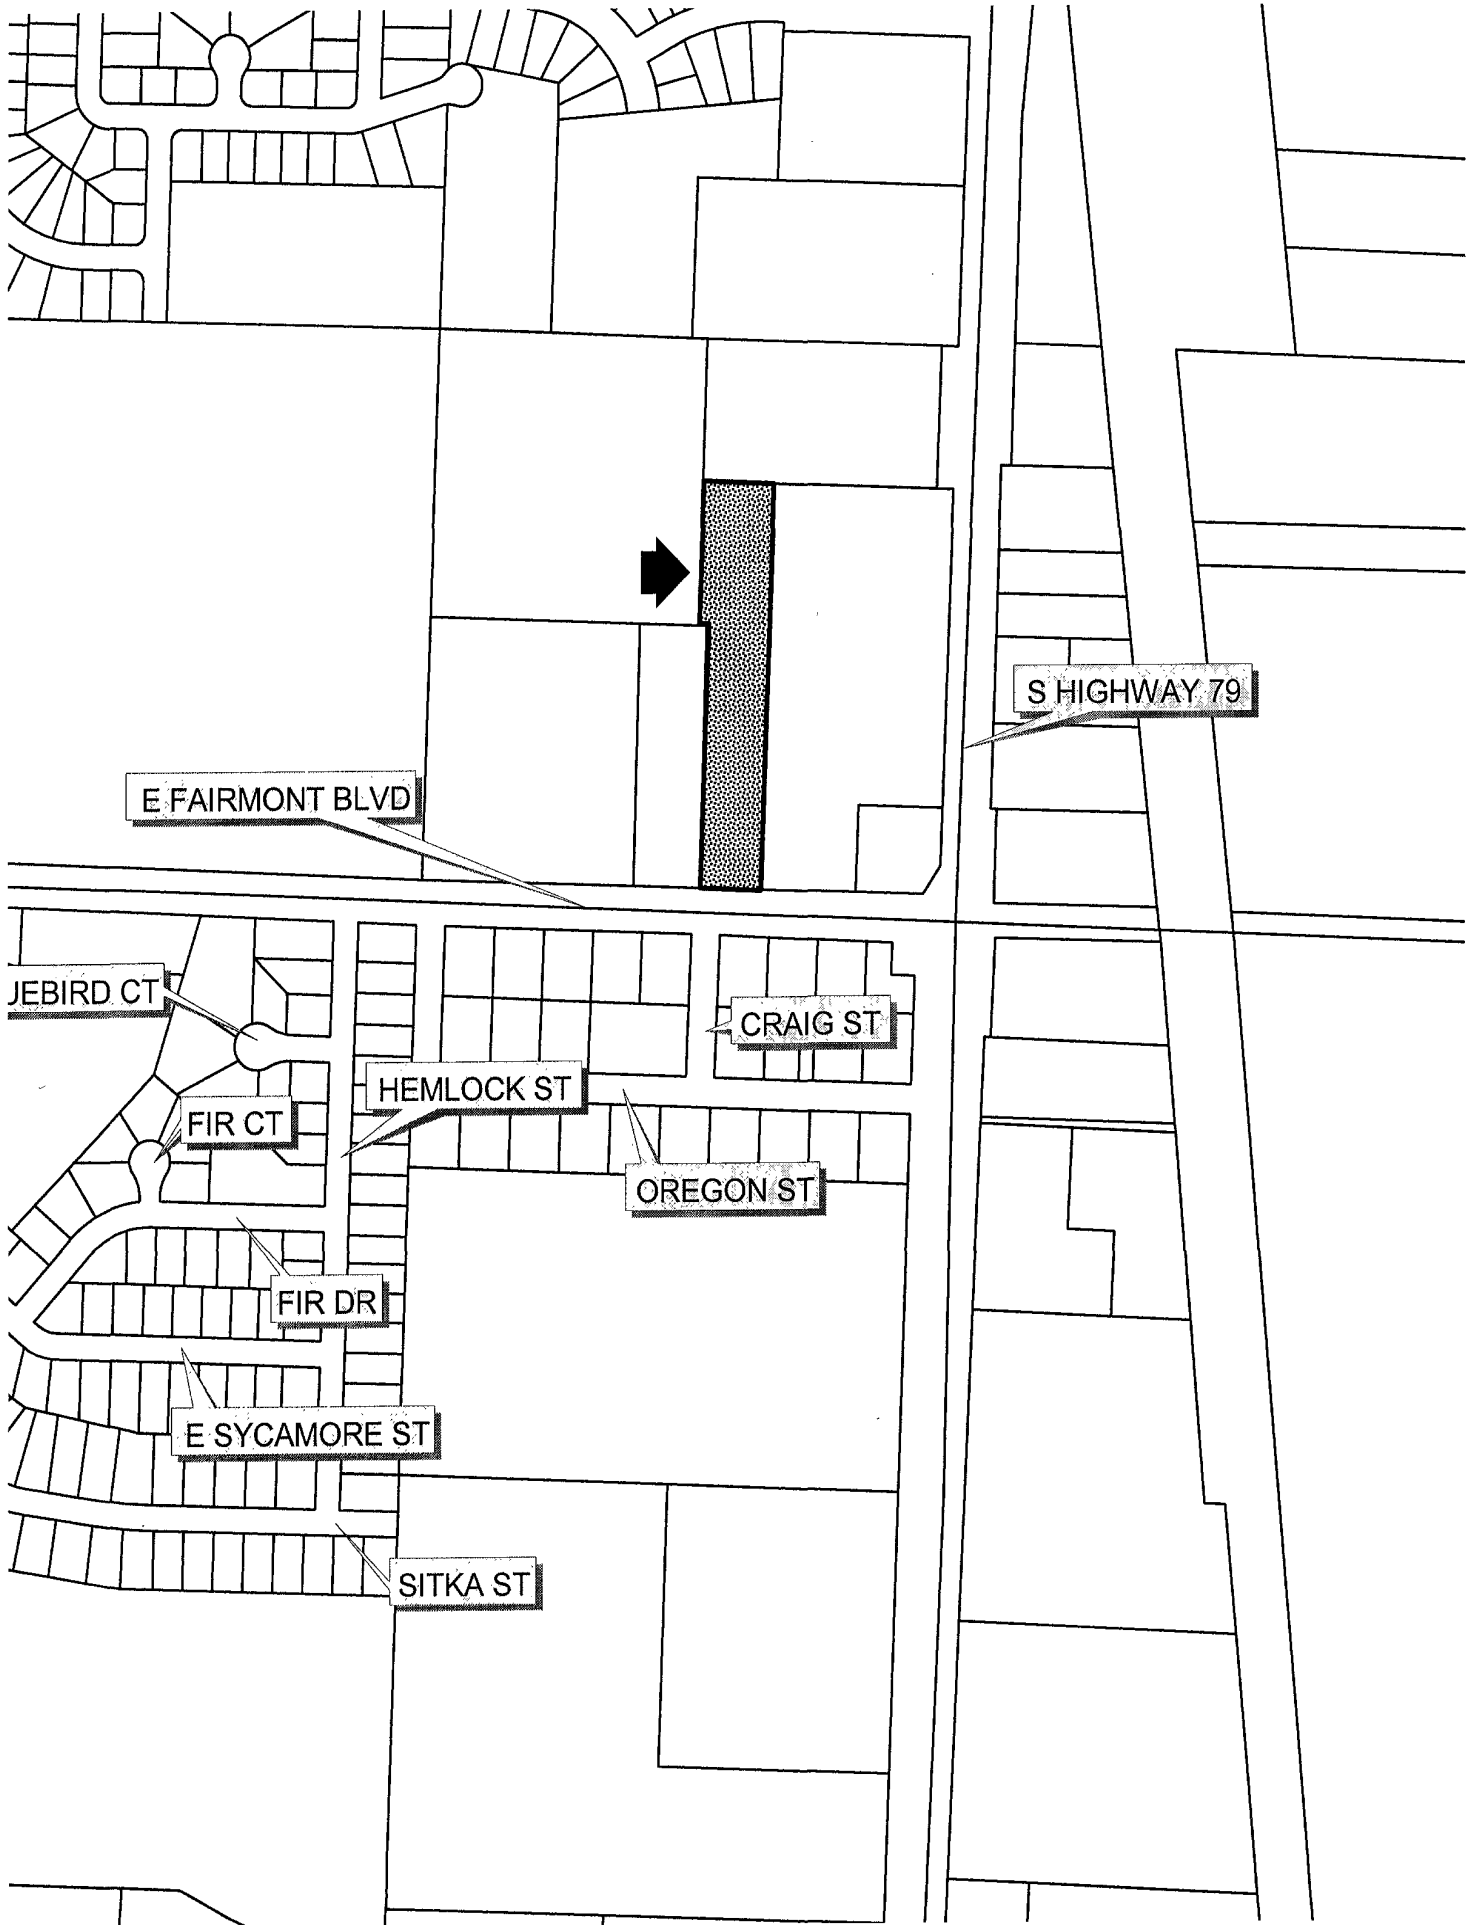 S HIGHWAY 79
E FAIRMONT BLVD
JEBIRD CT
CRAIG ST
HEMLOCK ST
FIR CT
OREGON ST
FIR DR
E SYCAMORE ST
SITKA ST